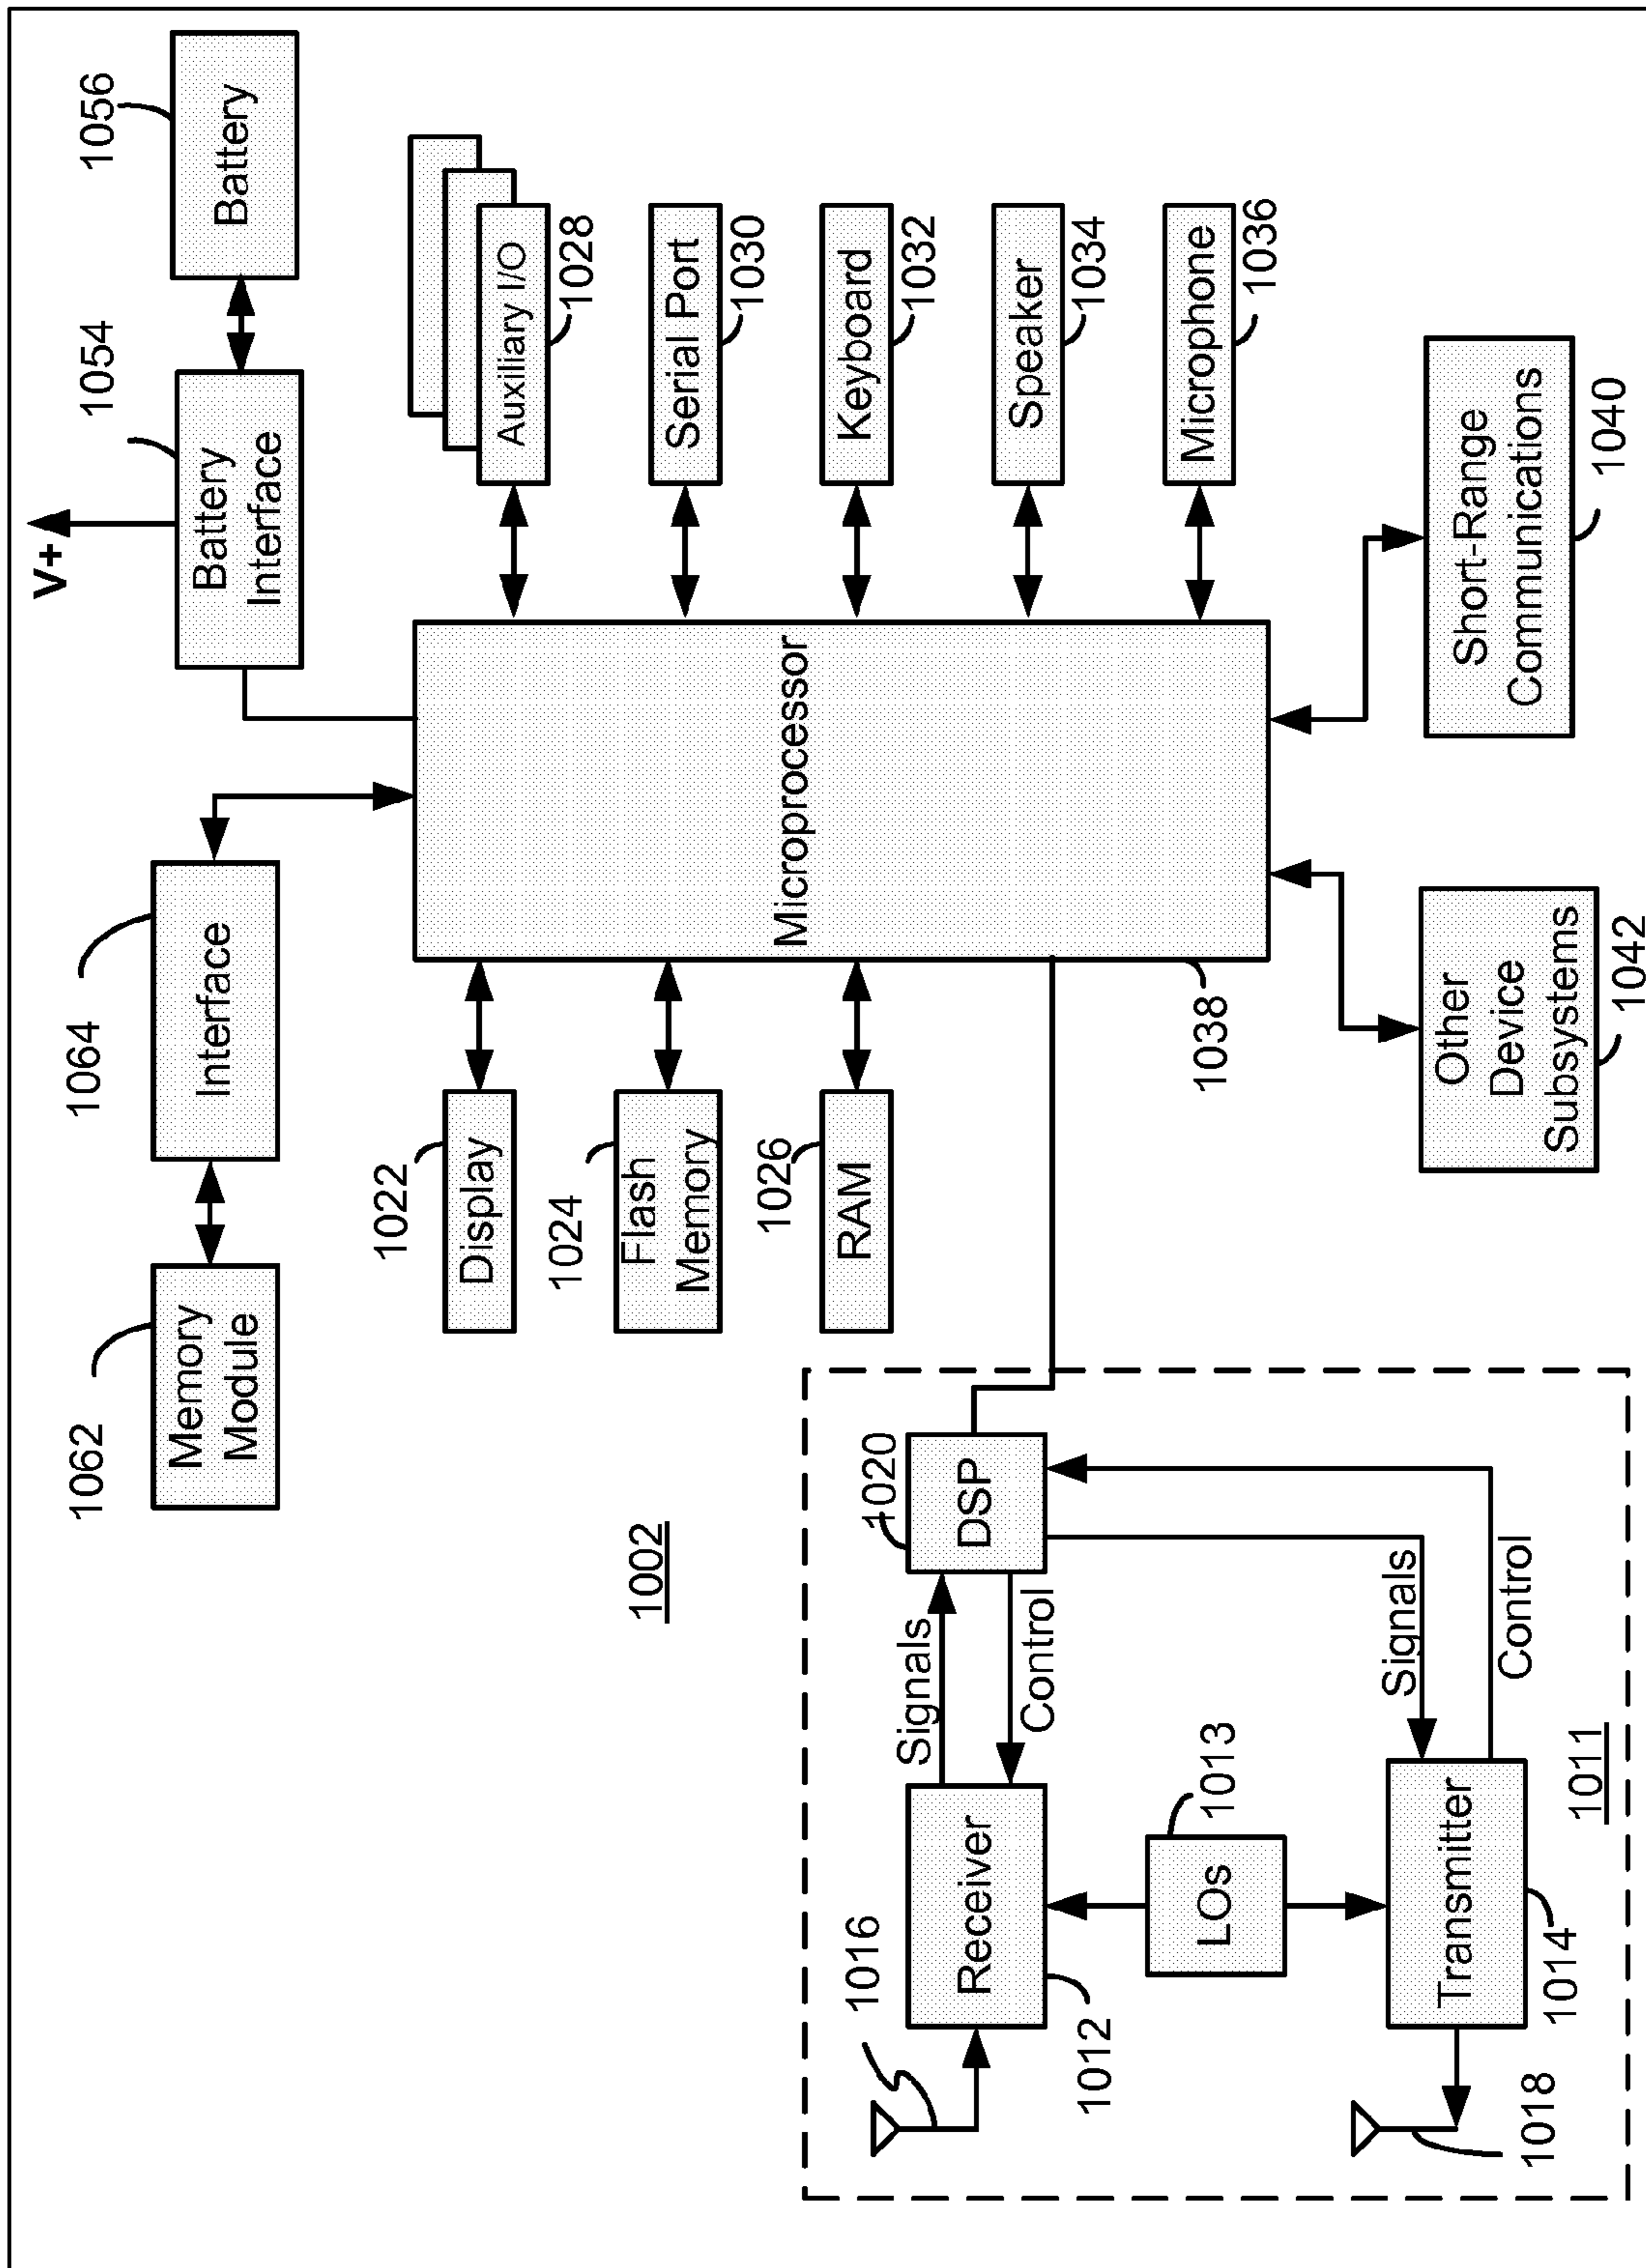 1062
Memory
Module
1064
Interface
V+
1054
Battery
Interface
1056
Battery
1002
1022
Display
1024
Flash
Memory
1026
RAM
Microprocessor
1038
Auxiliary I/O
1028
Serial Port
1030
Keyboard
1032
Speaker
1034
Microphone
1036
1016
Receiver
1012
Signals
Control
1020
DSP
LOs
1013
Signals
Control
Transmitter
1014
1018
1011
Other
Device
Subsystems
1042
Short-Range
Communications
1040